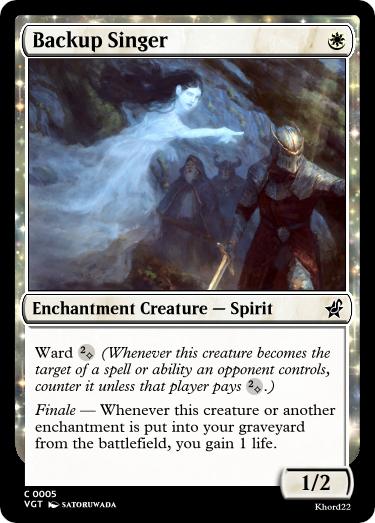 Backup Singer
Enchantment Creature — Spirit
Ward 2 (Whenever this creature becomes the
target of a spell or ability an opponent controls,
counter it unless that player pays 2.)
Finale — Whenever this creature or another
enchantment is put into your graveyard
from the battlefield, you gain 1 life.
1/2
C 0005
VGT SATORUWADA
Khord22